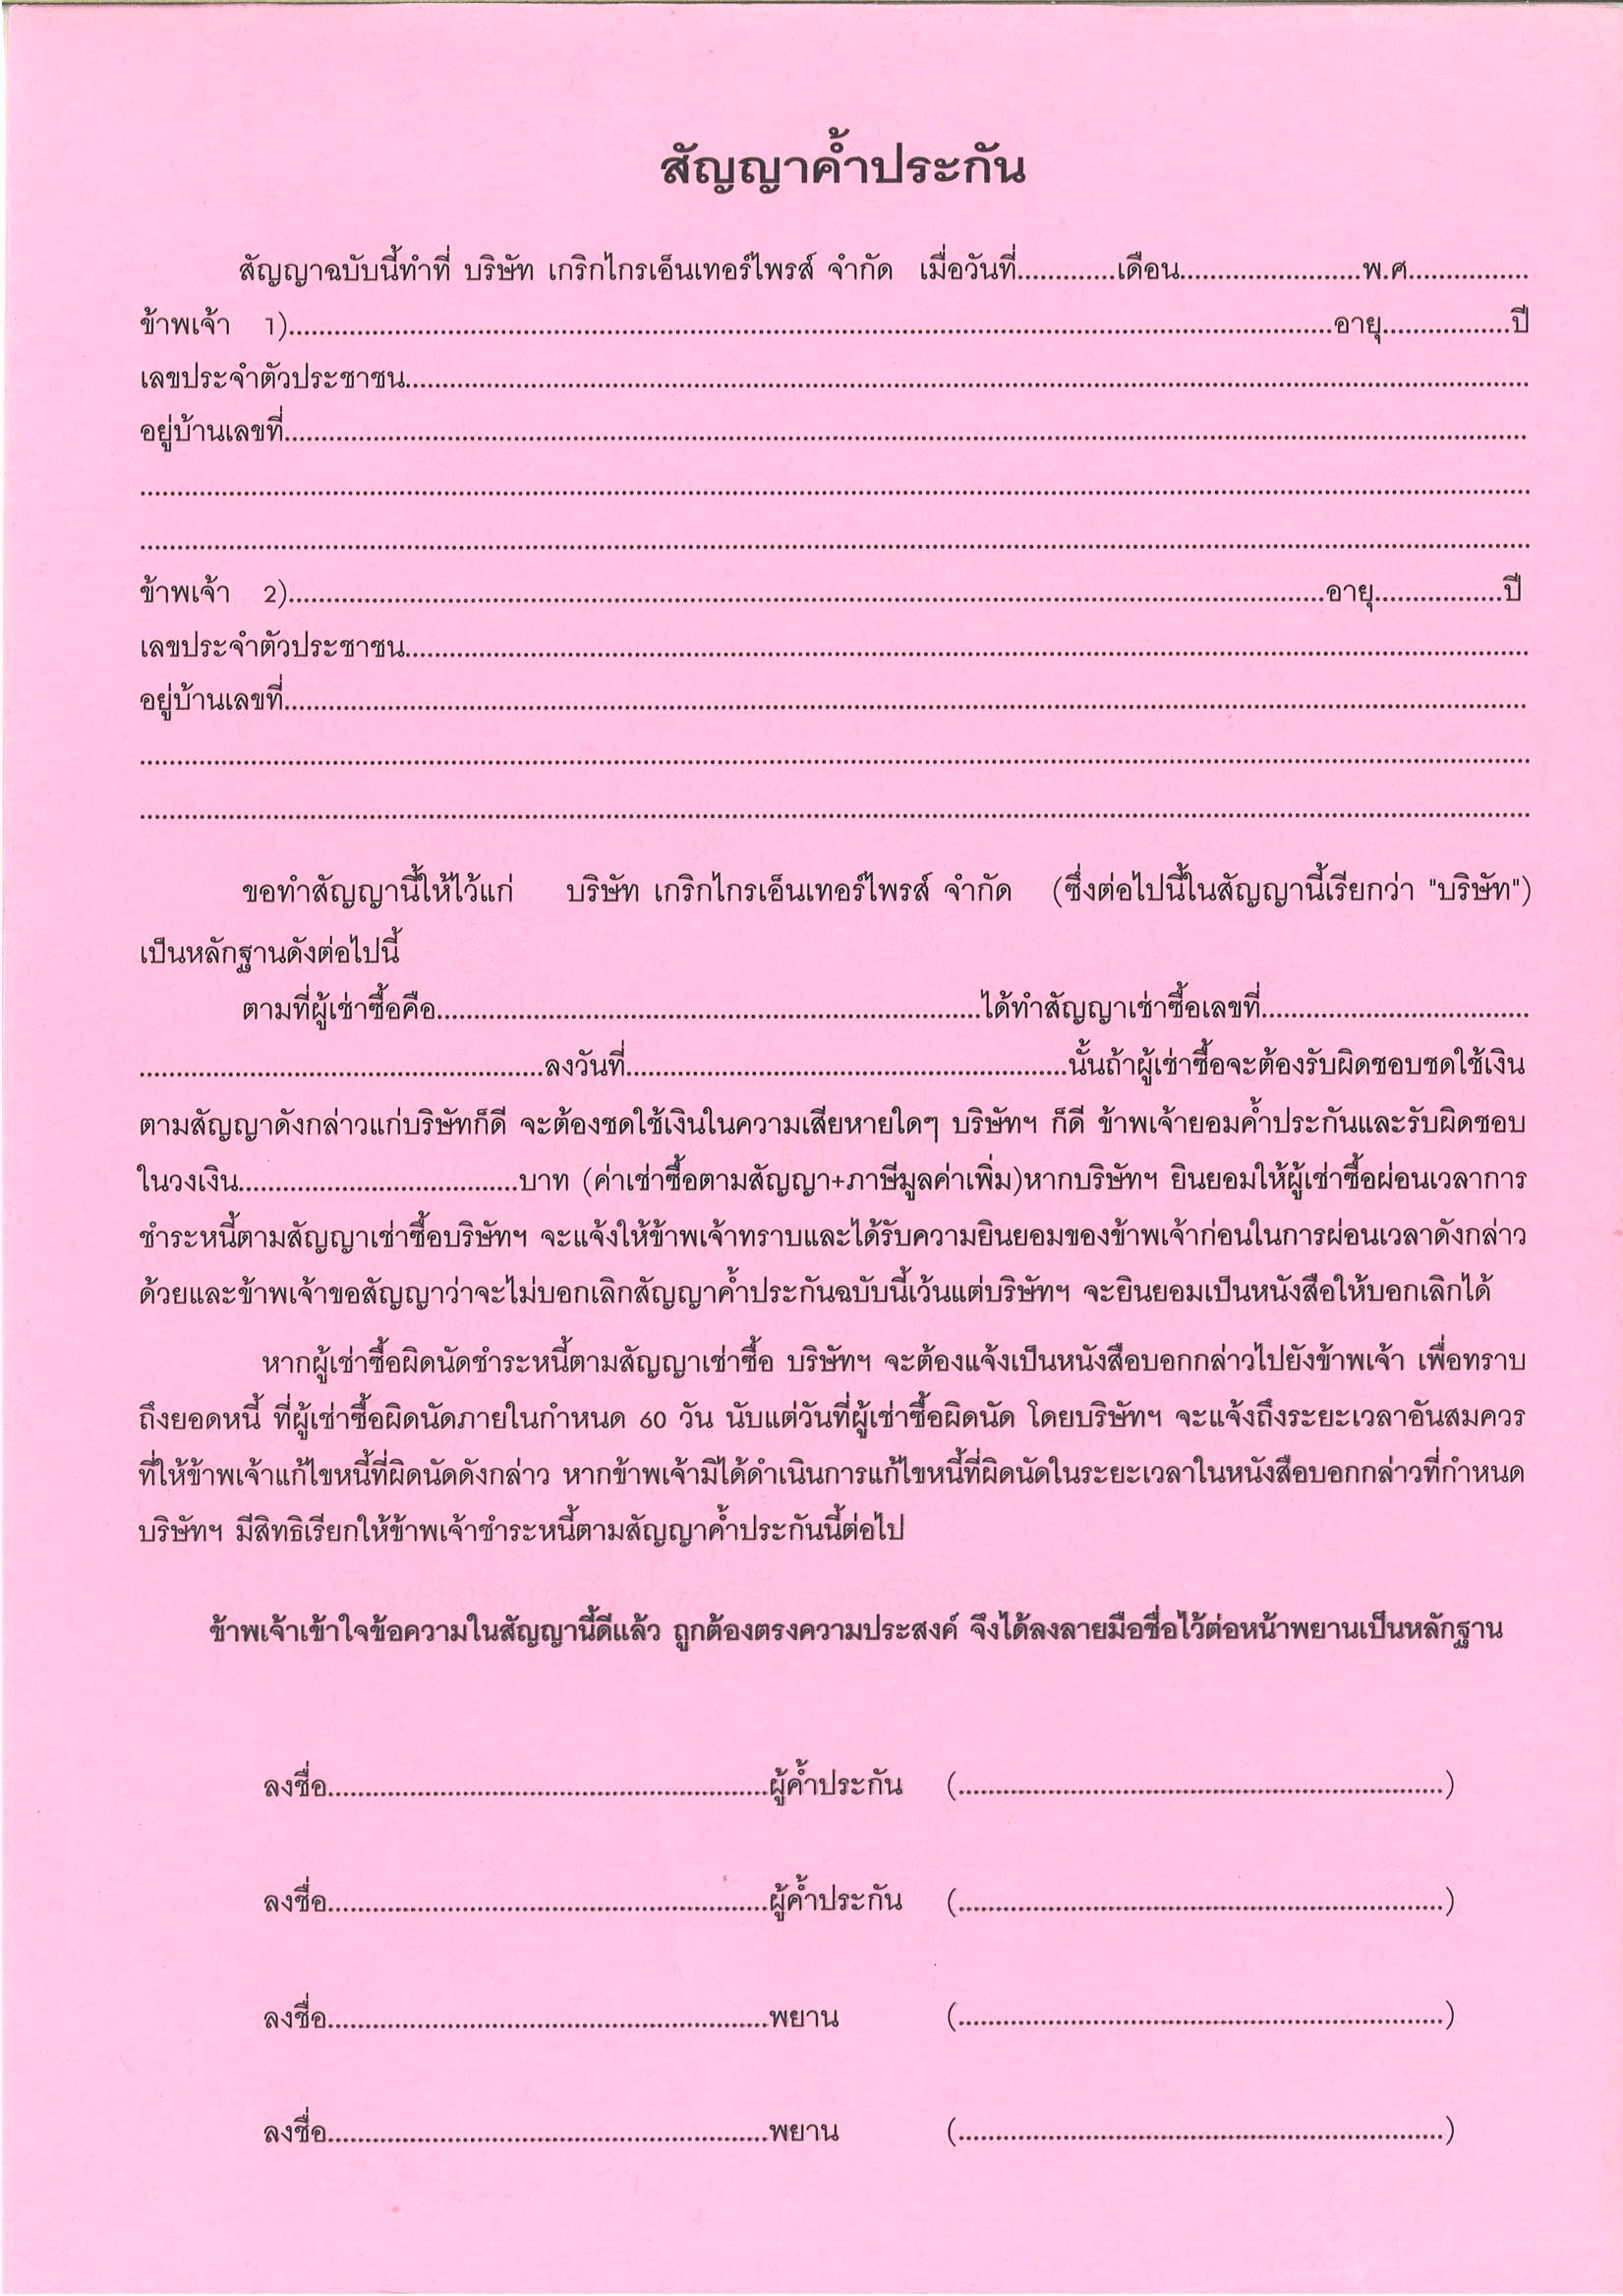 สัญญาค้ำประกัน
สัญญาฉบับนี้ทำที่ บริษัท เกริกไกรเอ็นเทอร์ไพรส์ จำกัด เมื่อวันที่.............เดือน........................พ.ศ................
ข้าพเจ้า 1)..........................................................................................................................................อายุ.................ปี
เลขประจำตัวประชาชน......................................................................................................................................................
อยู่บ้านเลขที่......................................................................................................................................................................
..........................................................................................................................................................................................
..........................................................................................................................................................................................
ข้าพเจ้า 2)..........................................................................................................................................อายุ.................ปี
เลขประจำตัวประชาชน......................................................................................................................................................
อยู่บ้านเลขที่......................................................................................................................................................................
..........................................................................................................................................................................................
..........................................................................................................................................................................................
ขอทำสัญญานี้ให้ไว้แก่ บริษัท เกริกไกรเอ็นเทอร์ไพรส์ จำกัด (ซึ่งต่อไปนี้ในสัญญานี้เรียกว่า "บริษัท")
เป็นหลักฐานดังต่อไปนี้
ตามที่ผู้เช่าซื้อคือ.........................................................................ได้ทำสัญญาเช่าซื้อเลขที่....................................
......................................................ลงวันที่...........................................................นั้นถ้าผู้เช่าซื้อจะต้องรับผิดชอบชดใช้เงิน
ตามสัญญาดังกล่าวแก่บริษัทก็ดี จะต้องชดใช้เงินในความเสียหายใดๆ บริษัทฯ ก็ดี ข้าพเจ้ายอมค้ำประกันและรับผิดชอบ
ในวงเงิน.....................................บาท (ค่าเช่าซื้อตามสัญญา+ภาษีมูลค่าเพิ่ม)หากบริษัทฯ ยินยอมให้ผู้เช่าซื้อผ่อนเวลาการ
ชำระหนี้ตามสัญญาเช่าซื้อบริษัทฯ จะแจ้งให้ข้าพเจ้าทราบและได้รับความยินยอมของข้าพเจ้าก่อนในการผ่อนเวลาดังกล่าว
ด้วยและข้าพเจ้าขอสัญญาว่าจะไม่บอกเลิกสัญญาค้ำประกันฉบับนี้เว้นแต่บริษัทฯ จะยินยอมเป็นหนังสือให้บอกเลิกได้
หากผู้เช่าซื้อผิดนัดชำระหนี้ตามสัญญาเช่าซื้อ บริษัทฯ จะต้องแจ้งเป็นหนังสือบอกกล่าวไปยังข้าพเจ้า เพื่อทราบ
ถึงยอดหนี้ ที่ผู้เช่าซื้อผิดนัดภายในกำหนด 60 วัน นับแต่วันที่ผู้เช่าซื้อผิดนัด โดยบริษัทฯ จะแจ้งถึงระยะเวลาอันสมควร
ที่ให้ข้าพเจ้าแก้ไขหนี้ที่ผิดนัดดังกล่าว หากข้าพเจ้ามิได้ดำเนินการแก้ไขหนี้ที่ผิดนัดในระยะเวลาในหนังสือบอกกล่าวที่กำหนด
บริษัทฯ มีสิทธิเรียกให้ข้าพเจ้าชำระหนี้ตามสัญญาค้ำประกันนี้ต่อไป
ข้าพเจ้าเข้าใจข้อความในสัญญานี้ดีแล้ว ถูกต้องตรงความประสงค์ จึงได้ลงลายมือชื่อไว้ต่อหน้าพยานเป็นหลักฐาน
ลงชื่อ...........................................................ผู้ค้ำประกัน (.................................................................)
ลงชื่อ...........................................................ผู้ค้ำประกัน (.................................................................)
ลงชื่อ...........................................................พยาน (.................................................................)
ลงชื่อ...........................................................พยาน (.................................................................)